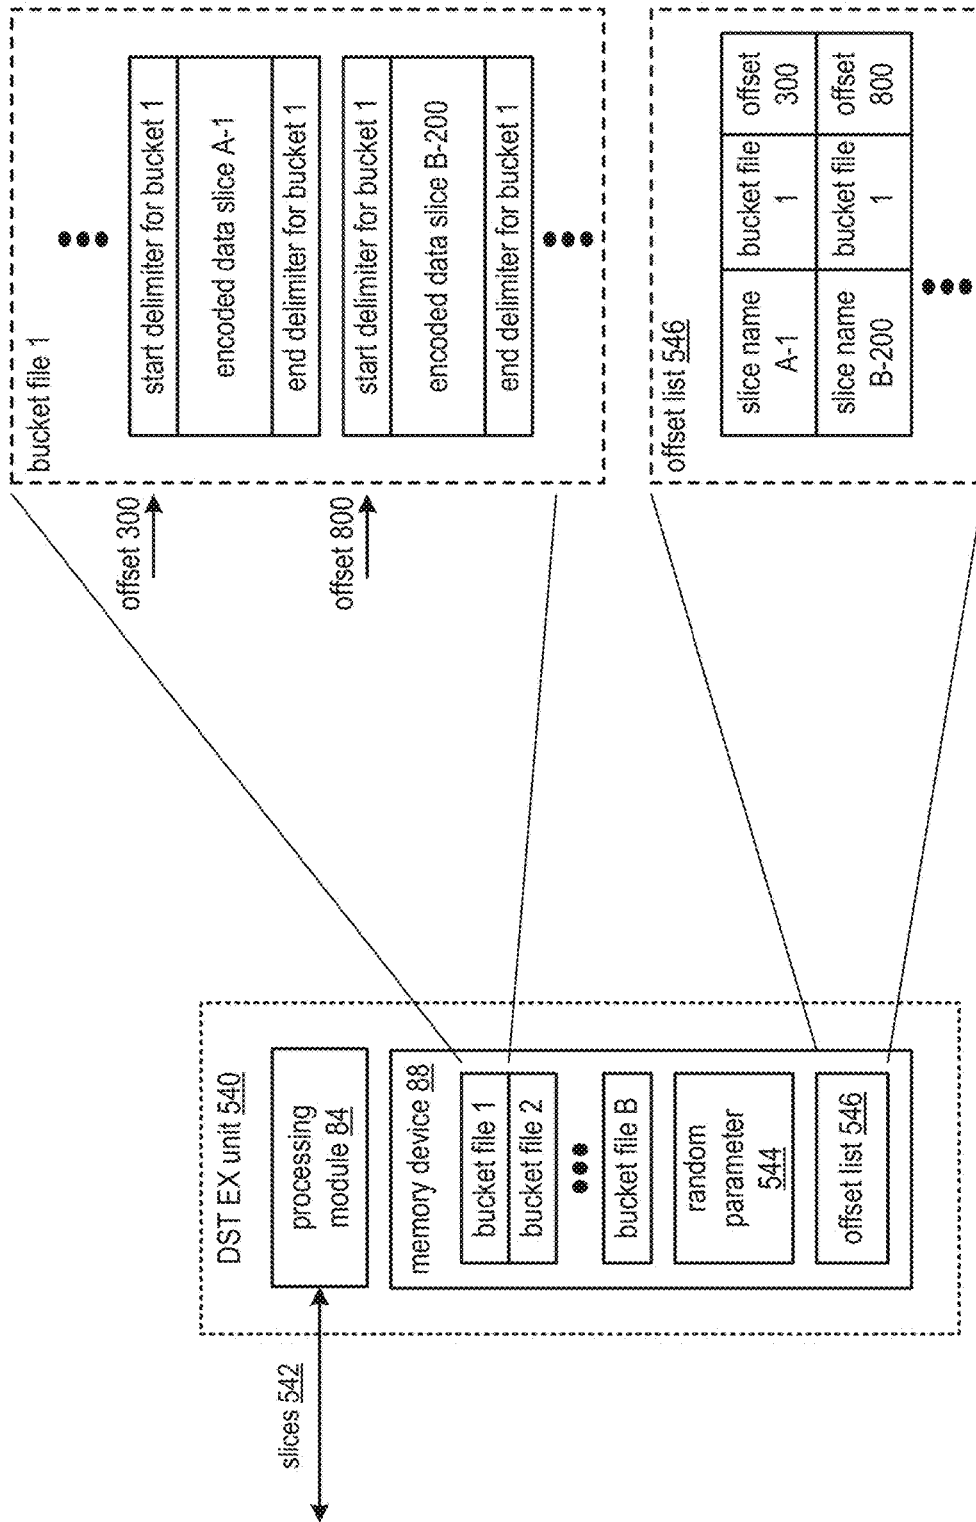 slices 542
DST EX unit 540
processing
module 84
memory device 88
bucket file 1
bucket file 2
bucket file B
random
parameter
544
offset list 546
offset 300
offset 800
bucket file 1
start delimiter for bucket 1
encoded data slice A-1
end delimiter for bucket 1
start delimiter for bucket 1
encoded data slice B-200
end delimiter for bucket 1
offset list 546
slice name
A-1
bucket file
1
offset
300
slice name
B-200
bucket file
1
offset
800